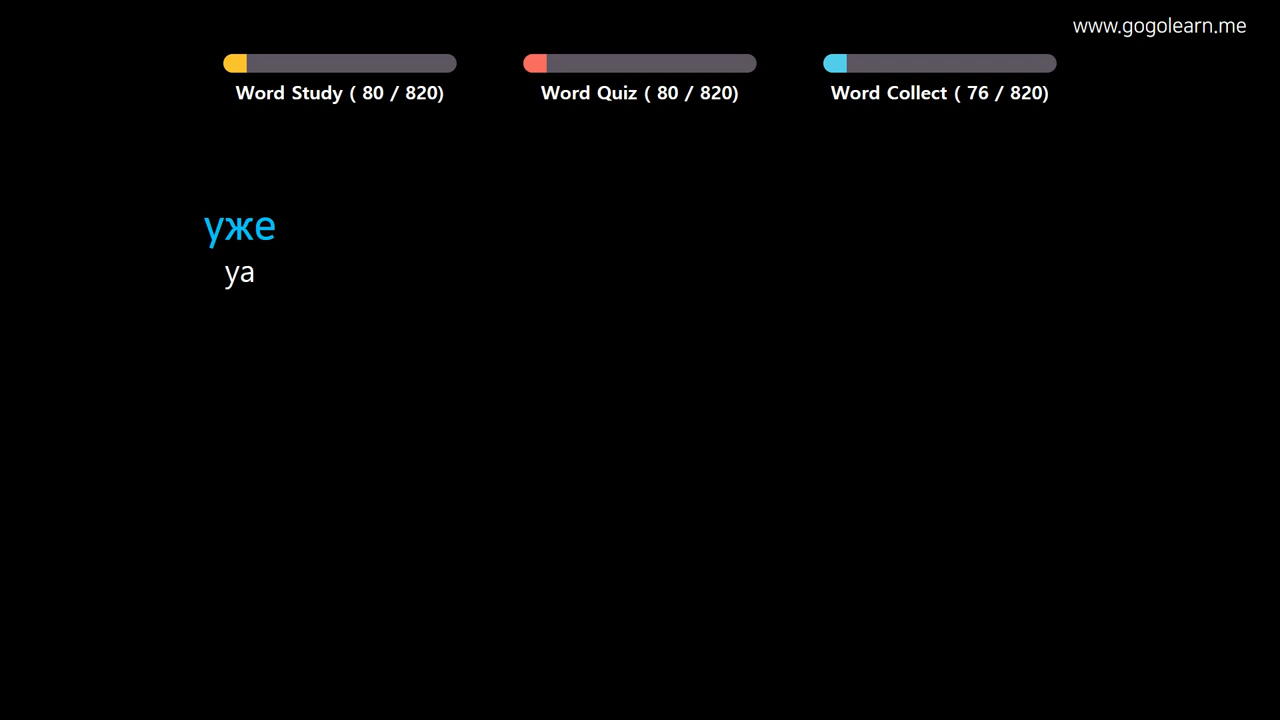 www.gogolearn.me
Word Study ( 80 / 820)
Word Quiz ( 80 / 820)
Word Collect ( 76 / 820)
уже
ya